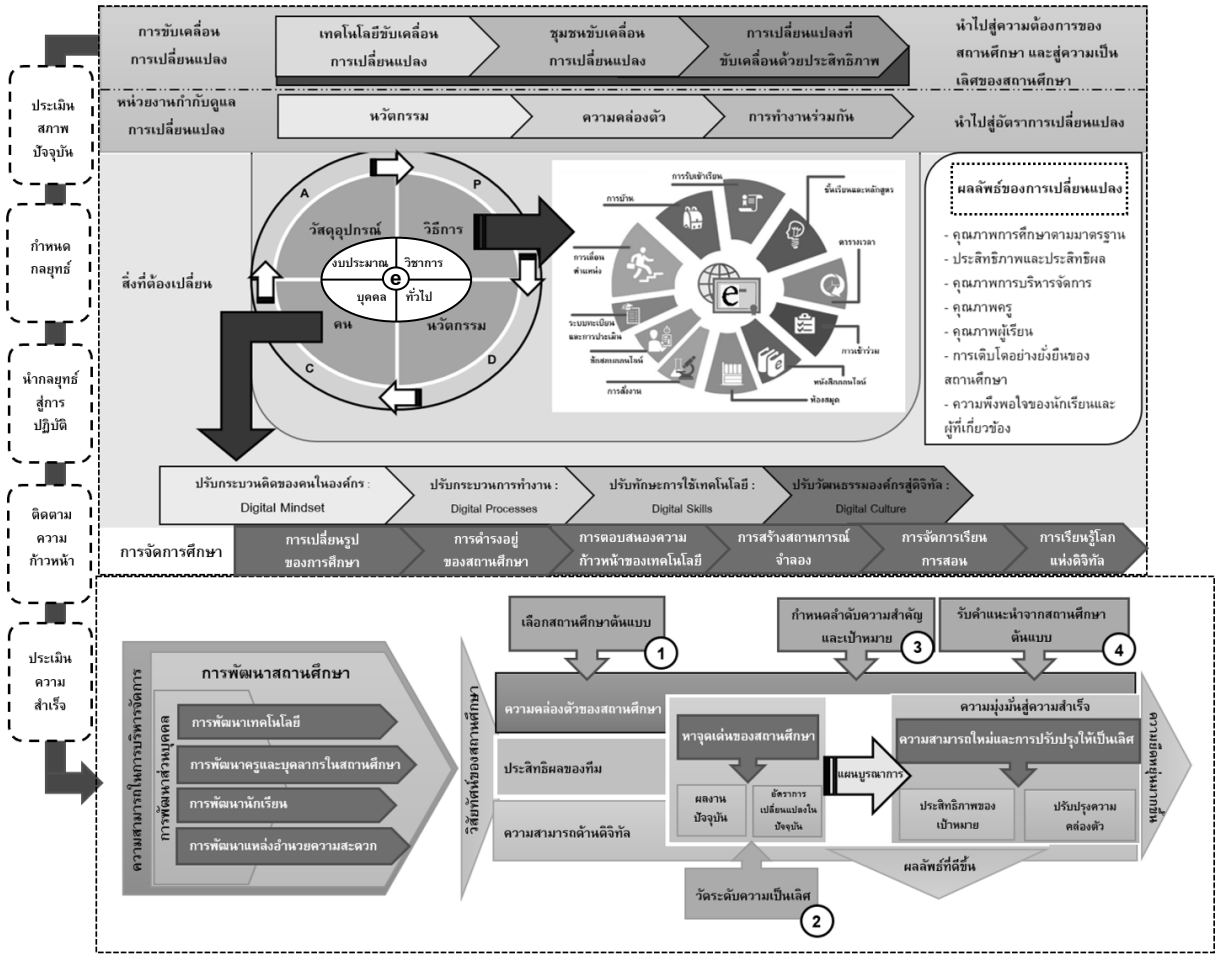 การขับเคลื่อน
การเปลี่ยนแปลง
เทคโนโลยีขับเคลื่อน
การเปลี่ยนแปลง
ชุมชนขับเคลื่อน
การเปลี่ยนแปลง
การเปลี่ยนแปลงที่
ขับเคลื่อนด้วยประสิทธิภาพ
นำไปสู่ความต้องการของ
สถานศึกษา และสู่ความเป็น
เลิศของสถานศึกษา
หน่วยงานกำกับดูแล
การเปลี่ยนแปลง
นวัตกรรม
ความคล่องตัว
การทำงานร่วมกัน
นำไปสู่อัตราการเปลี่ยนแปลง
ประเมิน
สภาพ
ปัจจุบัน
กำหนด
กลยุทธ์
นำกลยุทธ์
สู่การ
ปฏิบัติ
ติดตาม
ความ
ก้าวหน้า
ประเมิน
ความ
สำเร็จ
สิ่งที่ต้องเปลี่ยน
A
P
D
C
วัสดุอุปกรณ์
วิธีการ
คน
นวัตกรรม
งบประมาณ
วิชาการ
บุคคล
ทั่วไป
e
การรับเข้าเรียน
ชั้นเรียนและหลักสูตร
ตารางเวลา
การเข้าร่วม
หนังสือออนไลน์
ห้องสมุด
การสั่งงาน
ข้อสอบออนไลน์
ระบบทะเบียน
และการประเมิน
การเลื่อน
ตำแหน่ง
การบ้าน
e-
e
ผลลัพธ์ของการเปลี่ยนแปลง
- คุณภาพการศึกษาตามมาตรฐาน
- ประสิทธิภาพและประสิทธิผล
- คุณภาพการบริหารจัดการ
- คุณภาพครู
- คุณภาพผู้เรียน
- การเติบโตอย่างยั่งยืนของ
สถานศึกษา
- ความพึงพอใจของนักเรียนและ
ผู้ที่เกี่ยวข้อง
ปรับกระบวนคิดของคนในองค์กร :
Digital Mindset
ปรับกระบวนการทำงาน :
Digital Processes
ปรับทักษะการใช้เทคโนโลยี :
Digital Skills
ปรับวัฒนธรรมองค์กรสู่ดิจิทัล :
Digital Culture
การจัดการศึกษา
การเปลี่ยนรูป
ของการศึกษา
การดำรงอยู่
ของสถานศึกษา
การตอบสนองความ
ก้าวหน้าของเทคโนโลยี
การสร้างสถานการณ์
จำลอง
การจัดการเรียน
การสอน
การเรียนรู้โลก
แห่งดิจิทัล
ความสามารถในการบริหารจัดการ
การพัฒนาสถานศึกษา
การพัฒนาส่วนบุคคล
การพัฒนาเทคโนโลยี
การพัฒนาครูและบุคลากรในสถานศึกษา
การพัฒนานักเรียน
การพัฒนาแหล่งอำนวยความสะดวก
วิสัยทัศน์ของสถานศึกษา
เลือกสถานศึกษาต้นแบบ
1
กำหนดลำดับความสำคัญ
และเป้าหมาย
3
รับคำแนะนำจากสถานศึกษา
ต้นแบบ
4
ความคล่องตัวของสถานศึกษา
ประสิทธิผลของทีม
ความสามารถด้านดิจิทัล
หาจุดเด่นของสถานศึกษา
ผลงาน
ปัจจุบัน
อัตราการ
เปลี่ยนแปลงใน
ปัจจุบัน
แผนบูรณาการ
ความมุ่งมั่นสู่ความสำเร็จ
ความสามารถใหม่และการปรับปรุงให้เป็นเลิศ
ประสิทธิภาพของ
เป้าหมาย
ปรับปรุงความ
คล่องตัว
ความยืดหยุ่นมากขึ้น
ผลลัพธ์ที่ดีขึ้น
วัดระดับความเป็นเลิศ
2